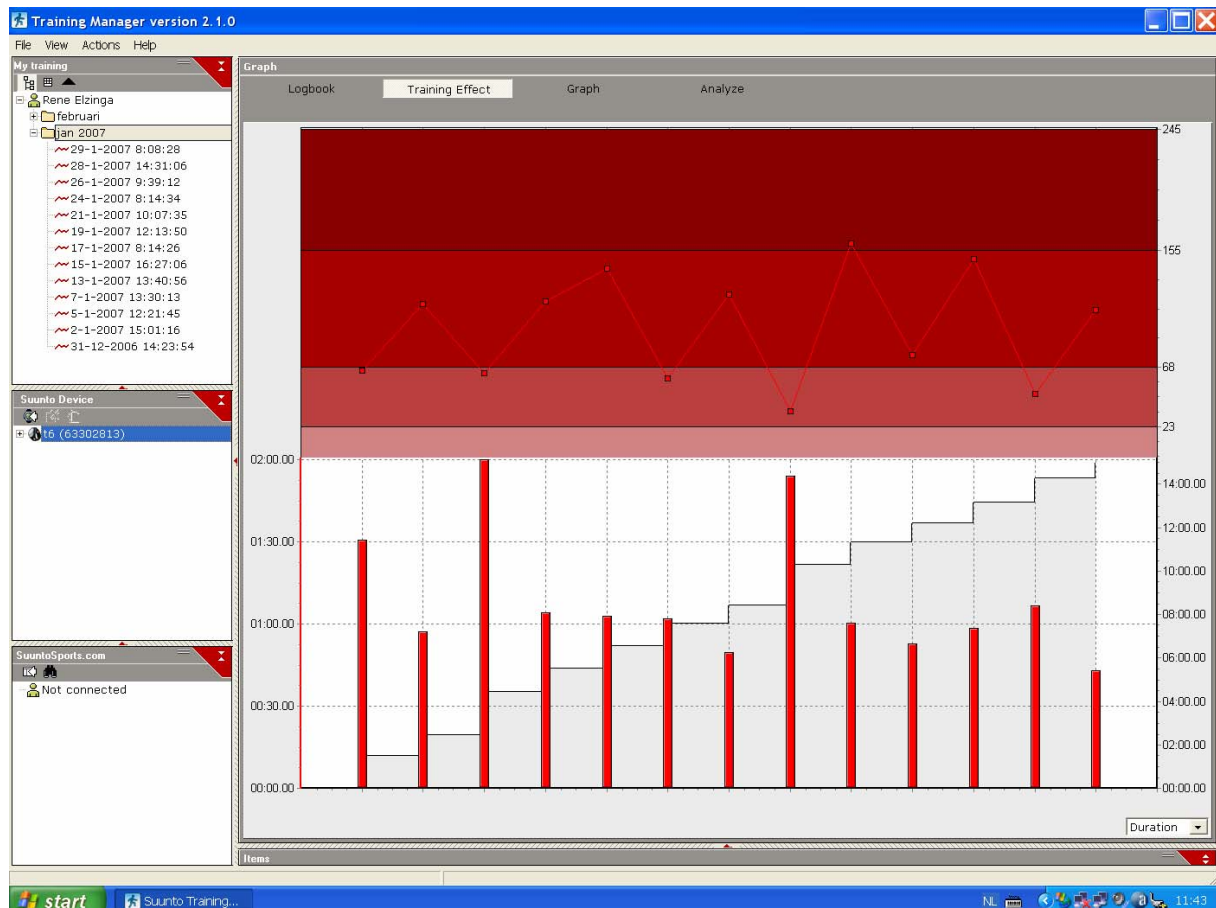 Training Manager version 2.1.0
File View Actions Help
My training
Rene Elzinga
februari
jan 2007
29-1-2007 8:08:28
28-1-2007 14:31:06
26-1-2007 9:39:12
24-1-2007 8:14:34
21-1-2007 10:07:35
19-1-2007 12:13:50
17-1-2007 8:14:26
15-1-2007 16:27:06
13-1-2007 13:40:56
7-1-2007 13:30:13
5-1-2007 12:21:45
2-1-2007 15:01:16
31-12-2006 14:23:54
Suunto Device
t6 (63302813)
SuuntoSports.com
Not connected
Graph
Logbook Training Effect Graph Analyze
245
155
68
23
02:00.00
14:00.00
12:00.00
01:30.00
10:00.00
08:00.00
01:00.00
06:00.00
04:00.00
00:30.00
02:00.00
00:00.00 00:00.00
Duration
Items
start Suunto Training... NL 11:43